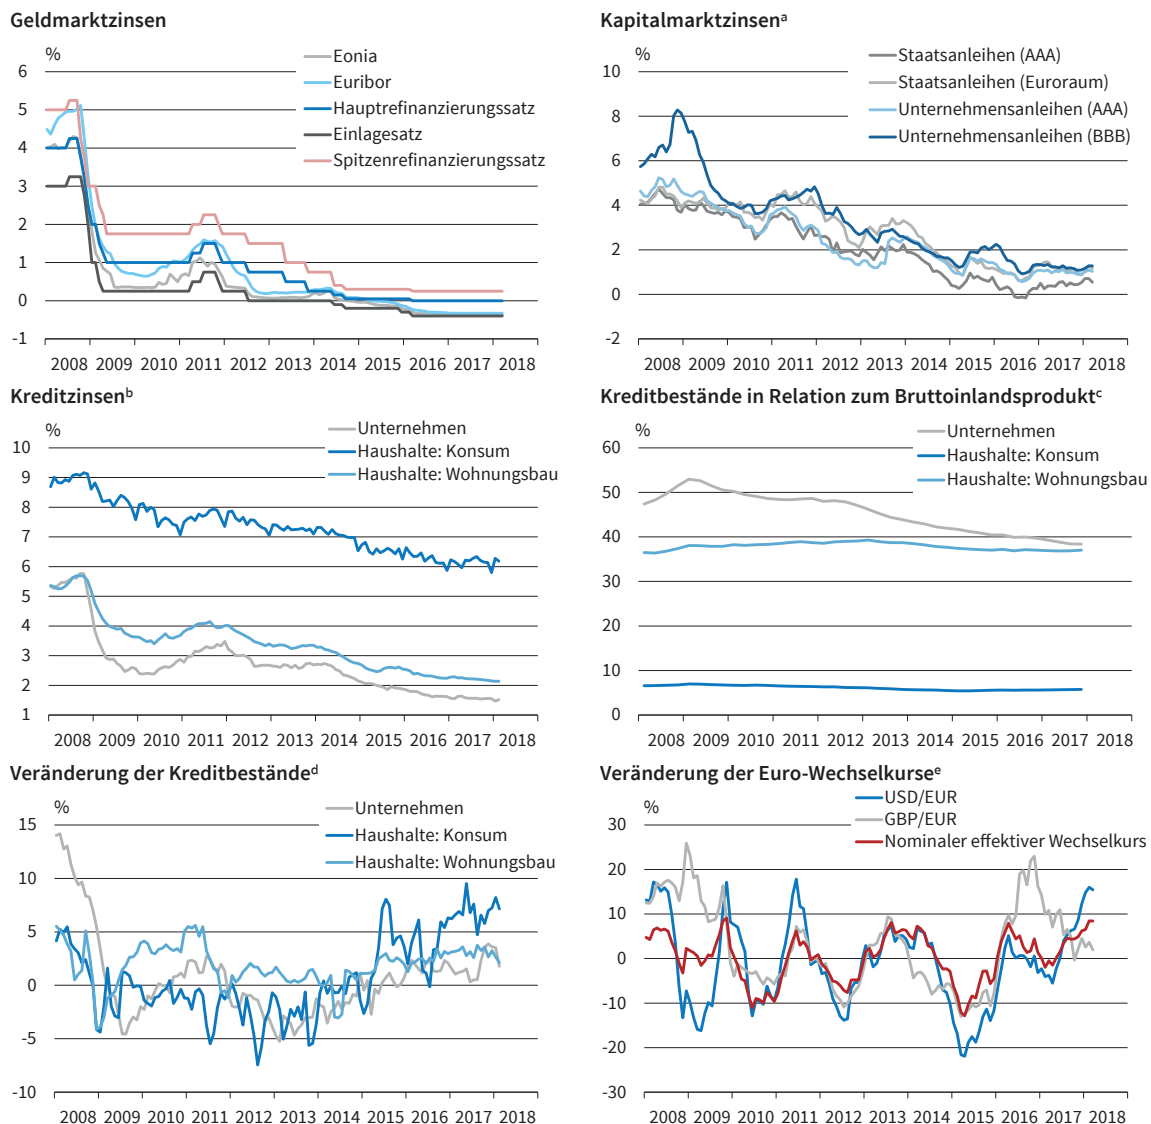 Geldmarktzinsen
%
Eonia
Euribor
Hauptrefinanzierungssatz
Einlagesatz
Spitzenrefinanzierungssatz
6
5
4
3
2
1
0
-1
2008 2009 2010 2011 2012 2013 2014 2015 2016 2017 2018
Kapitalmarktzinsenᵃ
%
Staatsanleihen (AAA)
Staatsanleihen (Euroraum)
Unternehmensanleihen (AAA)
Unternehmensanleihen (BBB)
10
8
6
4
2
0
-2
2008 2009 2010 2011 2012 2013 2014 2015 2016 2017 2018
Kreditzinsenᵇ
%
Unternehmen
Haushalte: Konsum
Haushalte: Wohnungsbau
10
9
8
7
6
5
4
3
2
1
2008 2009 2010 2011 2012 2013 2014 2015 2016 2017 2018
Kreditbestände in Relation zum Bruttoinlandsproduktᶜ
%
Unternehmen
Haushalte: Konsum
Haushalte: Wohnungsbau
60
50
40
30
20
10
0
2008 2009 2010 2011 2012 2013 2014 2015 2016 2017 2018
Veränderung der Kreditbeständeᵈ
%
Unternehmen
Haushalte: Konsum
Haushalte: Wohnungsbau
15
10
5
0
-5
-10
2008 2009 2010 2011 2012 2013 2014 2015 2016 2017 2018
Veränderung der Euro-Wechselkurseᵉ
%
USD/EUR
GBP/EUR
Nominaler effektiver Wechselkurs
30
20
10
0
-10
-20
-30
2008 2009 2010 2011 2012 2013 2014 2015 2016 2017 2018